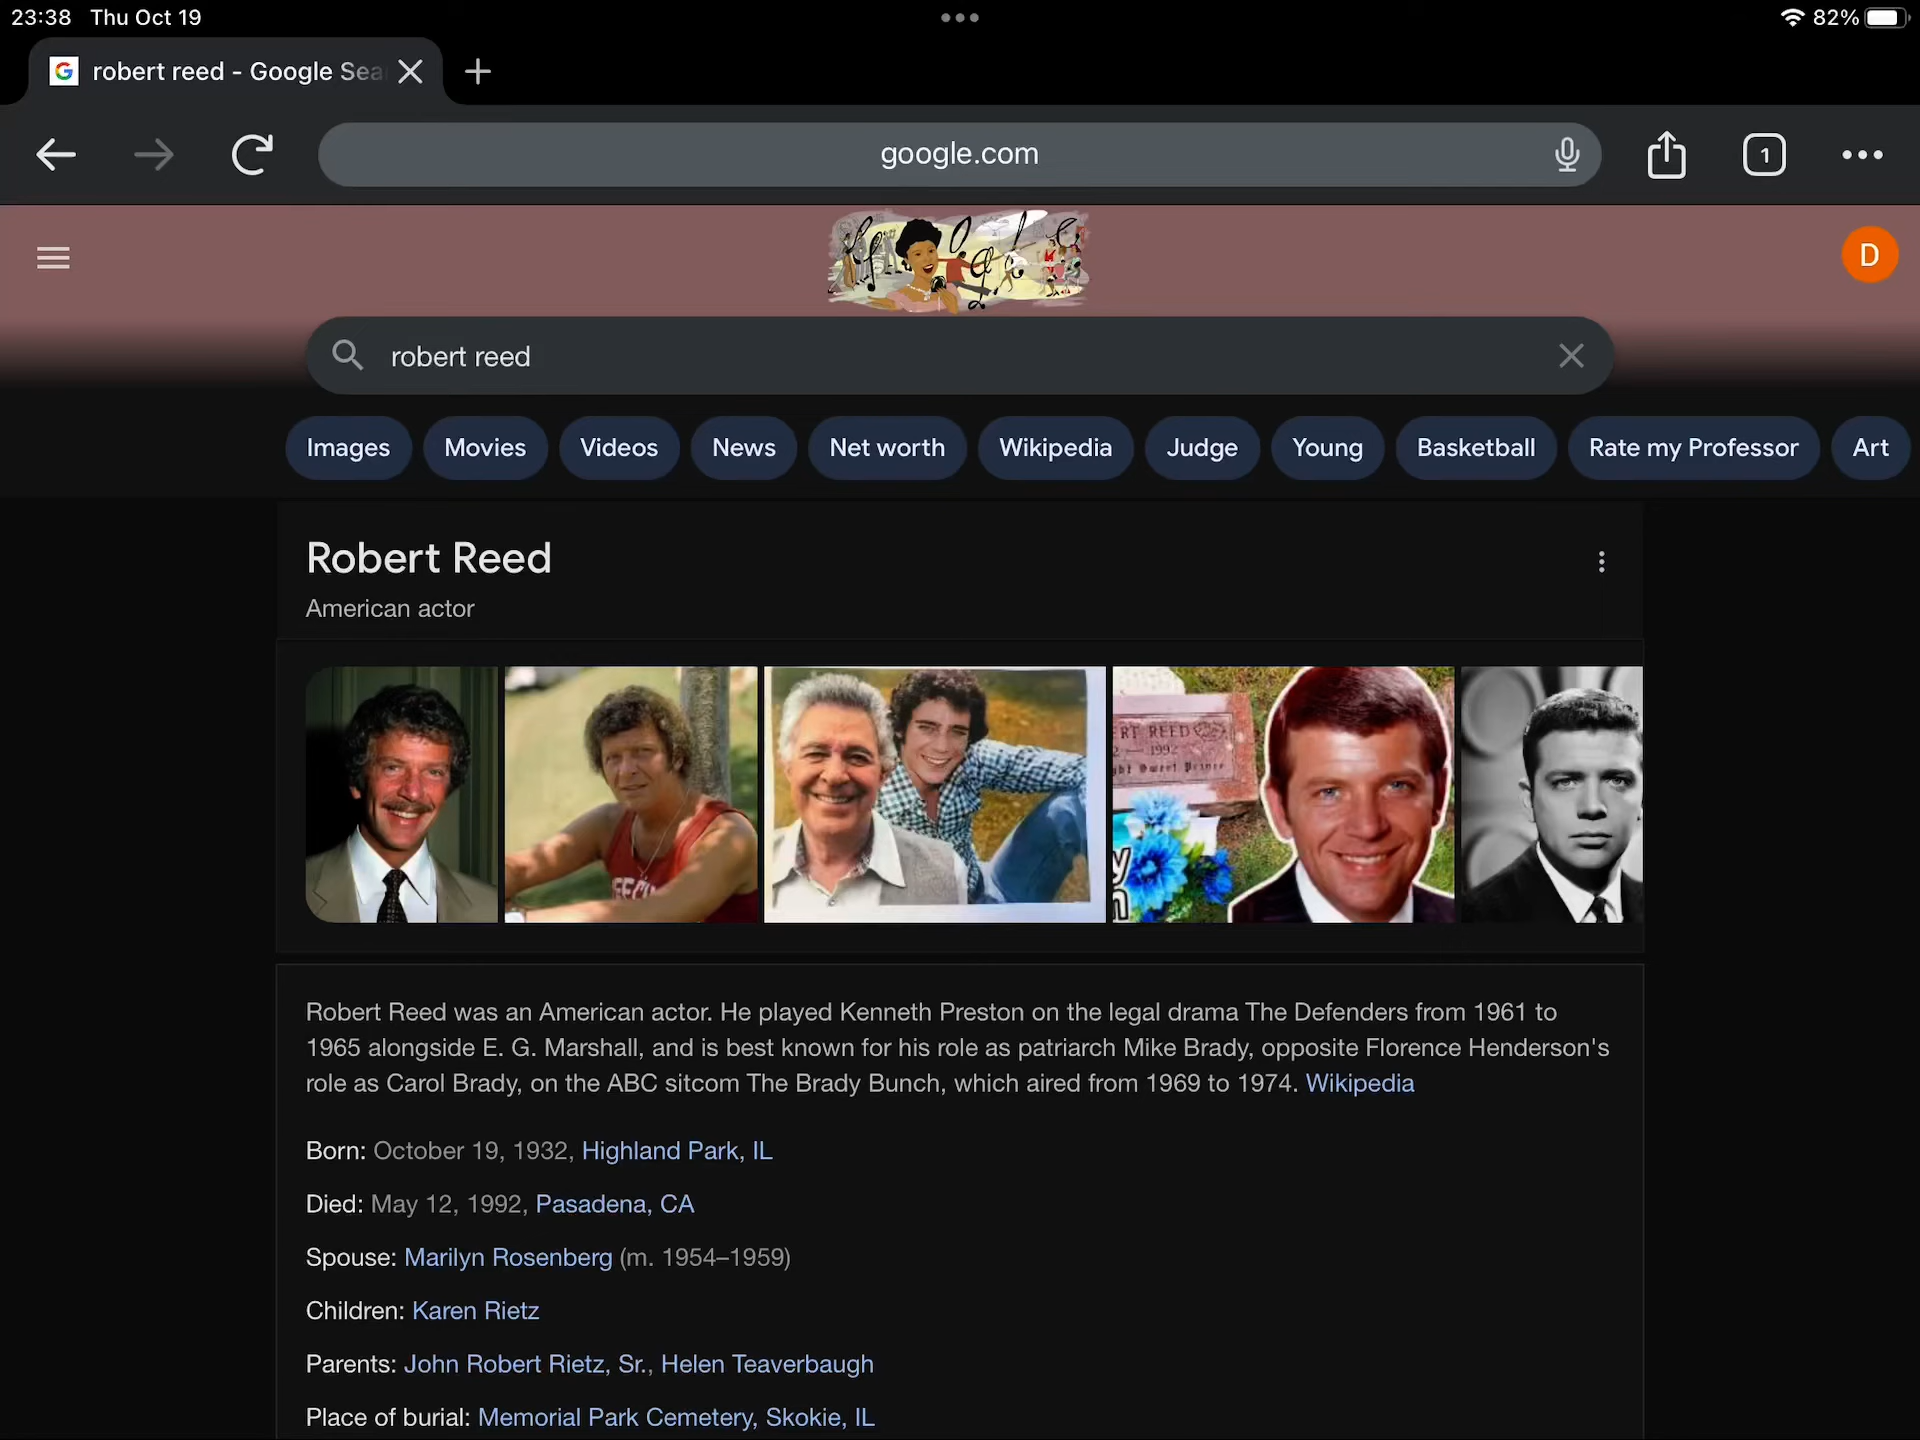 23:38 Thu Oct 19
82%
robert reed - Google Sea
google.com
1
D
robert reed
Images Movies Videos News Net worth Wikipedia Judge Young Basketball Rate my Professor Art
Robert Reed
American actor
ERT REED
1992
Sweet Prince
Robert Reed was an American actor. He played Kenneth Preston on the legal drama The Defenders from 1961 to
1965 alongside E. G. Marshall, and is best known for his role as patriarch Mike Brady, opposite Florence Henderson's
role as Carol Brady, on the ABC sitcom The Brady Bunch, which aired from 1969 to 1974. Wikipedia
Born: October 19, 1932, Highland Park, IL
Died: May 12, 1992, Pasadena, CA
Spouse: Marilyn Rosenberg (m. 1954–1959)
Children: Karen Rietz
Parents: John Robert Rietz, Sr., Helen Teaverbaugh
Place of burial: Memorial Park Cemetery, Skokie, IL